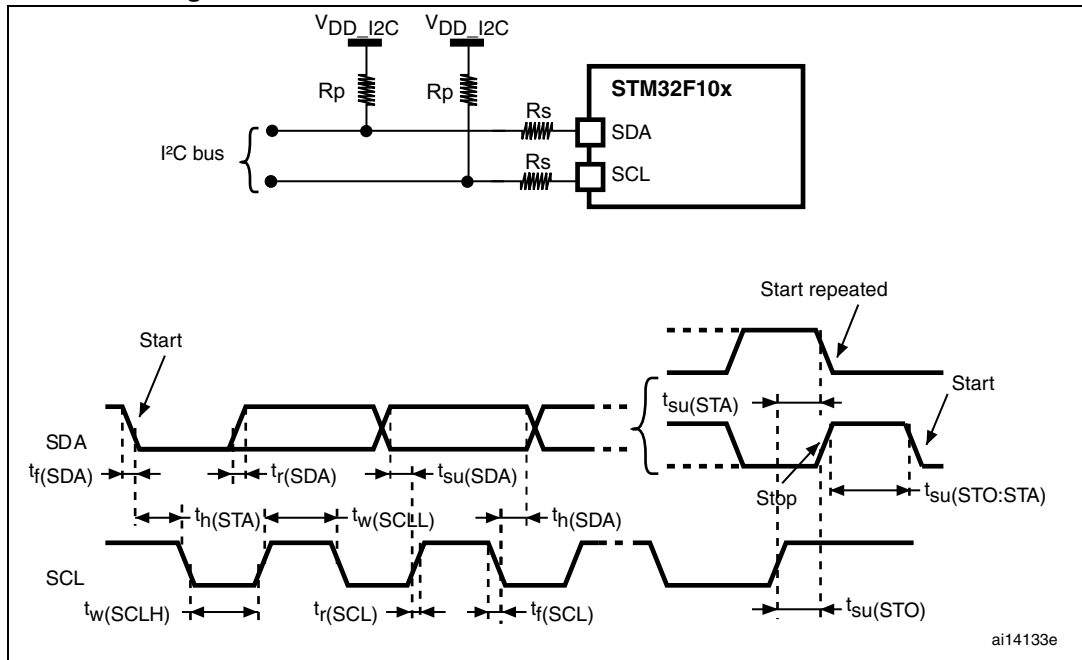 VDD_I2C VDD_I2C
Rp Rp
STM32F10x
Rs
SDA
I²C bus
Rs
SCL
Start repeated
Start
Start
tsu(STA)
SDA
tf(SDA) tr(SDA) tsu(SDA)
Stop
tsu(STO:STA)
th(STA) tw(SCLL) th(SDA)
SCL
tw(SCLH) tr(SCL) tf(SCL) tsu(STO)
ai14133e